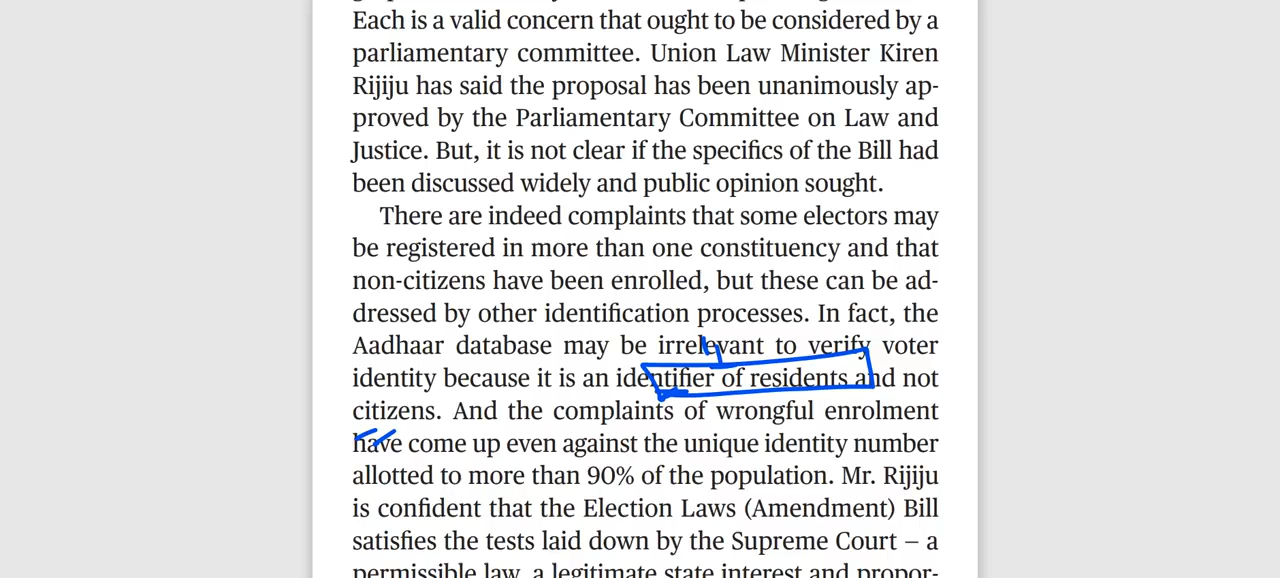 Each is a valid concern that ought to be considered by a
parliamentary committee. Union Law Minister Kiren
Rijiju has said the proposal has been unanimously ap-
proved by the Parliamentary Committee on Law and
Justice. But, it is not clear if the specifics of the Bill had
been discussed widely and public opinion sought.
There are indeed complaints that some electors may
be registered in more than one constituency and that
non-citizens have been enrolled, but these can be ad-
dressed by other identification processes. In fact, the
Aadhaar database may be irrelevant to verify voter
identity because it is an identifier of residents and not
citizens. And the complaints of wrongful enrolment
have come up even against the unique identity number
allotted to more than 90% of the population. Mr. Rijiju
is confident that the Election Laws (Amendment) Bill
satisfies the tests laid down by the Supreme Court — a
permissible law, a legitimate state interest and propor-